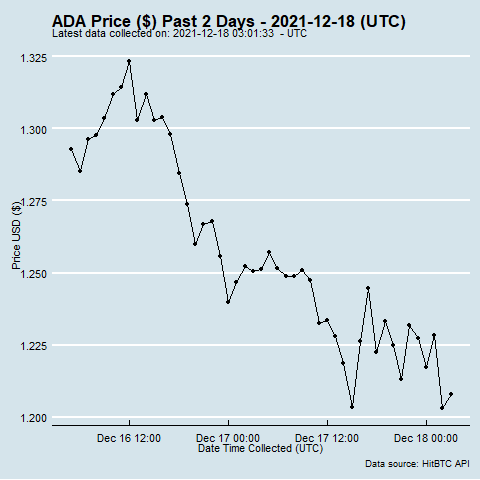 ADA Price ($) Past 2 Days - 2021-12-18 (UTC)
Latest data collected on: 2021-12-18 03:01:33  - UTC
1.325
1.300
1.275
1.250
1.225
1.200
Price USD ($)
Dec 16 12:00 Dec 17 00:00 Dec 17 12:00 Dec 18 00:00
Date Time Collected (UTC)
Data source: HitBTC API